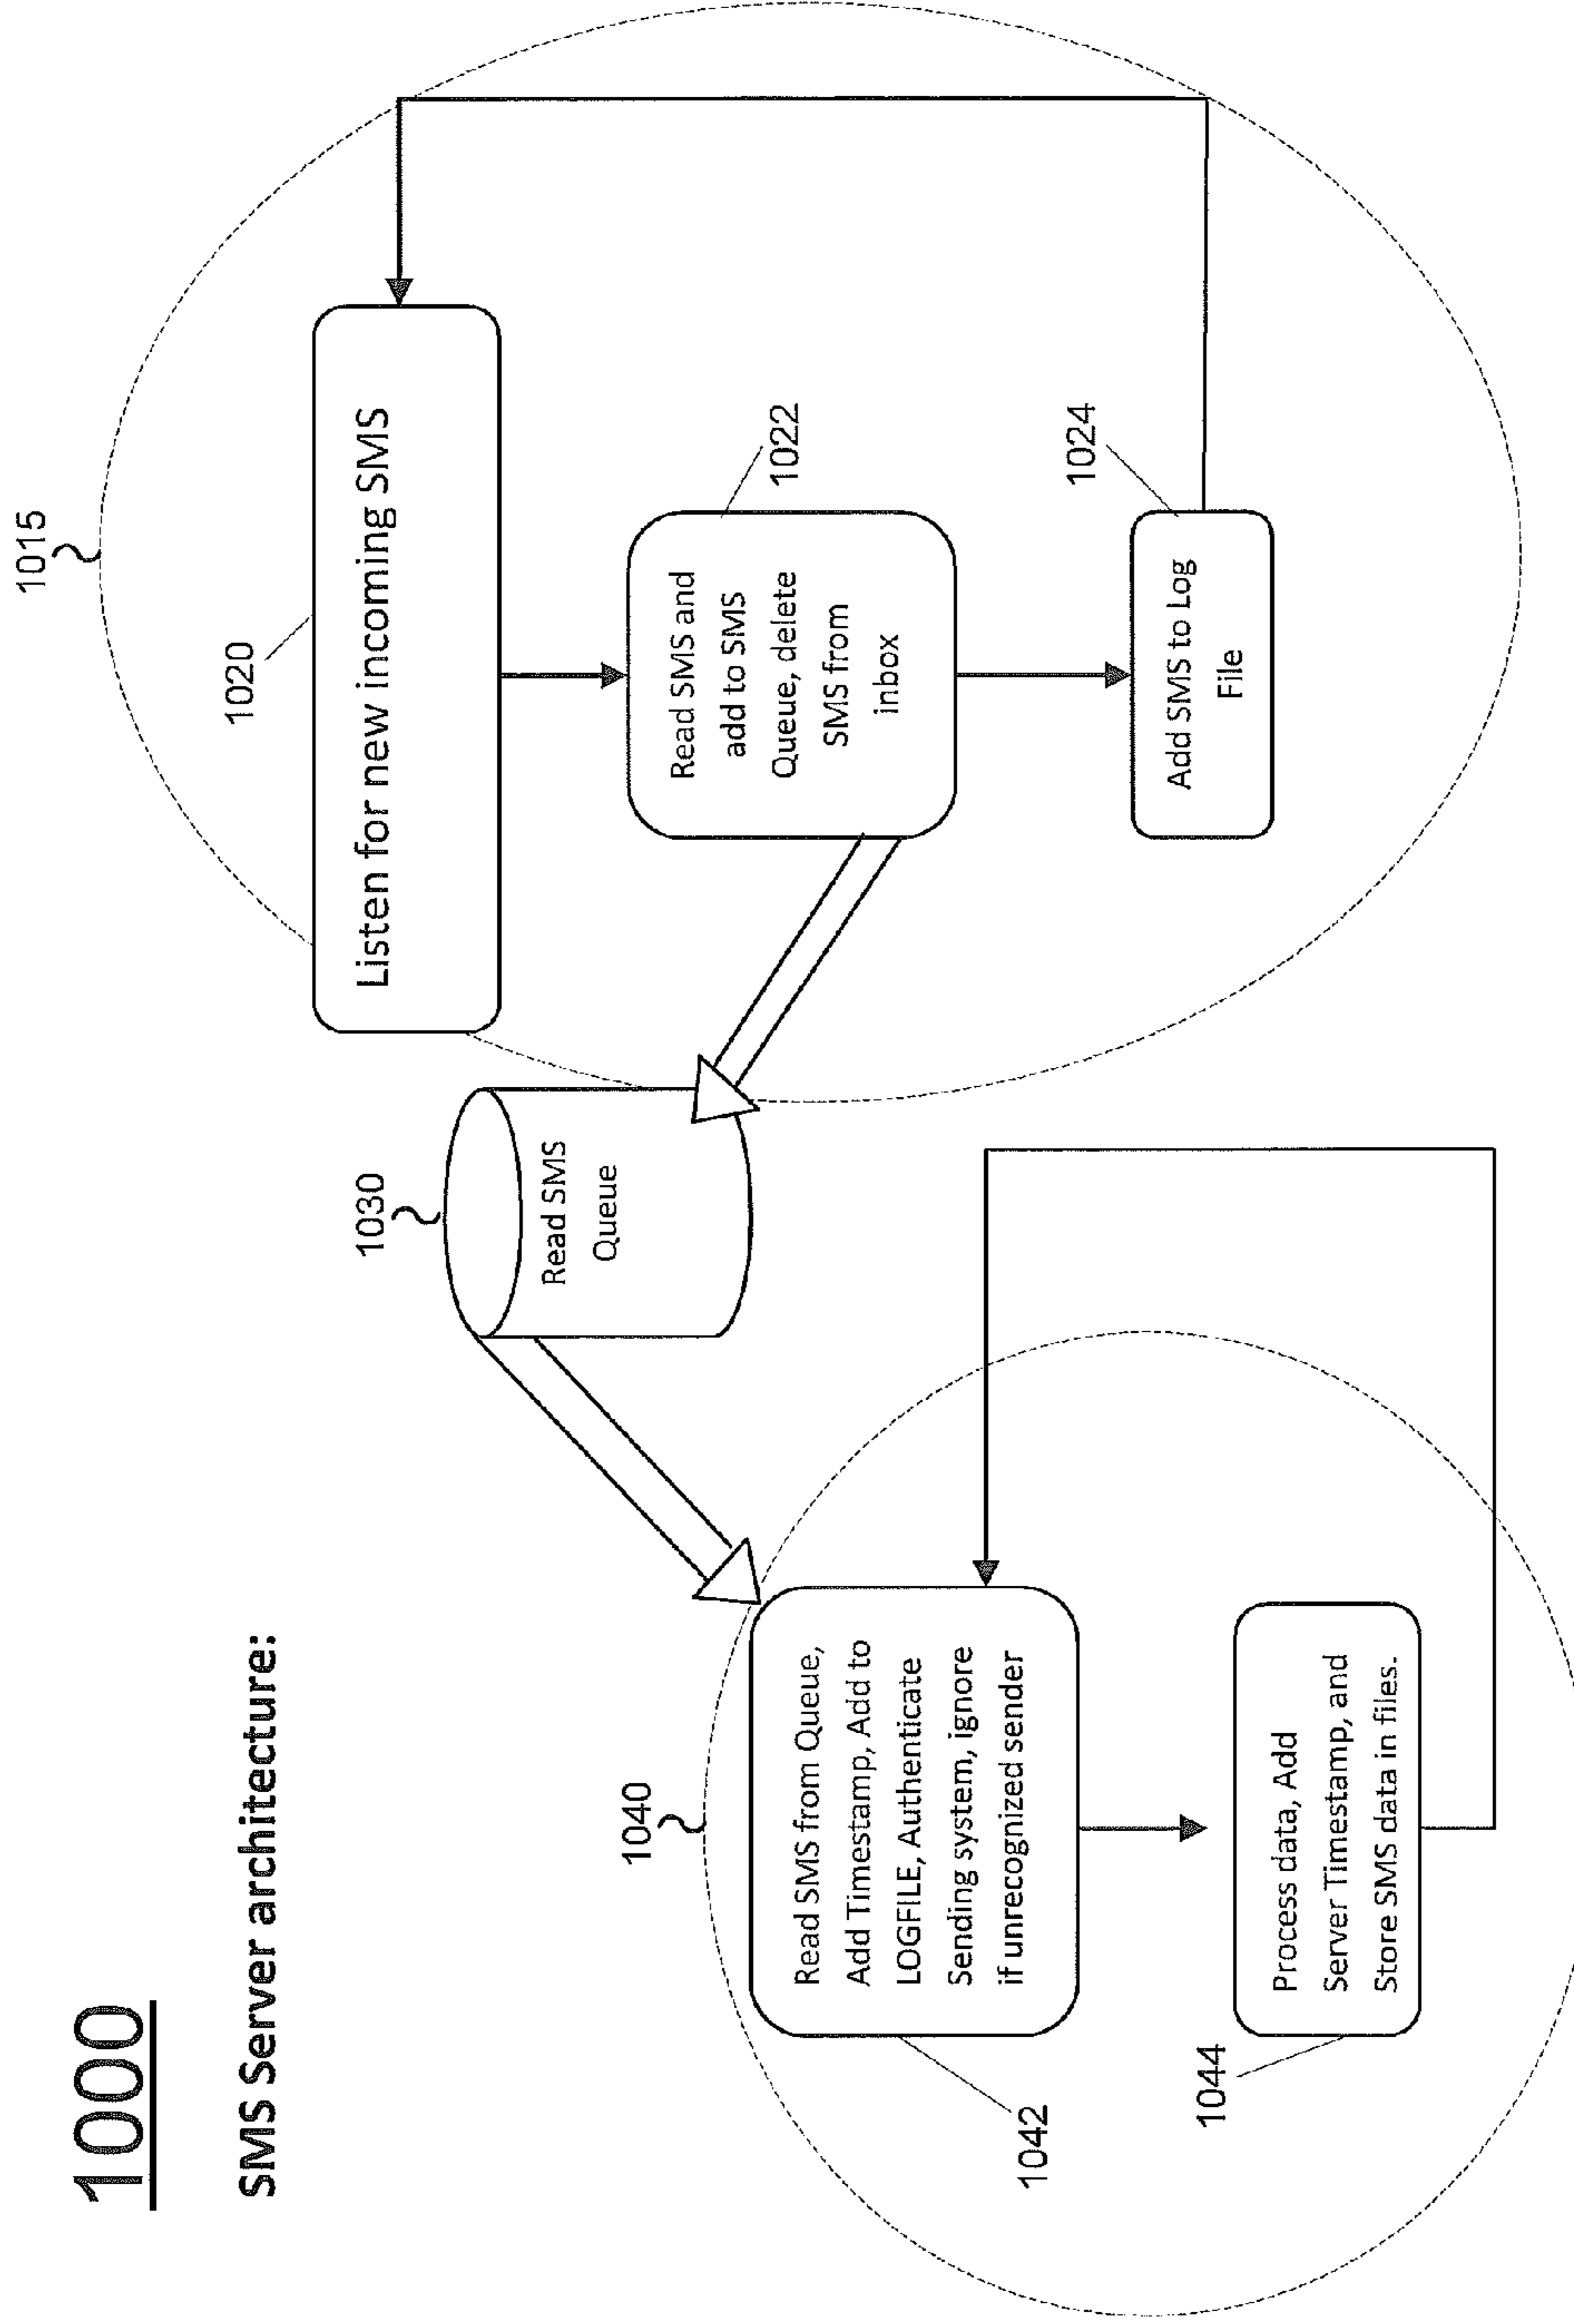 1000
SMS Server architecture:
1015
1020
Listen for new incoming SMS
Read SMS and
add to SMS
Queue, delete
SMS from
inbox
1022
Add SMS to Log
File
1024
1030
Read SMS
Queue
1040
Read SMS from Queue,
Add Timestamp, Add to
LOGFILE, Authenticate
Sending system, ignore
if unrecognized sender
1042
Process data, Add
Server Timestamp, and
Store SMS data in files.
1044